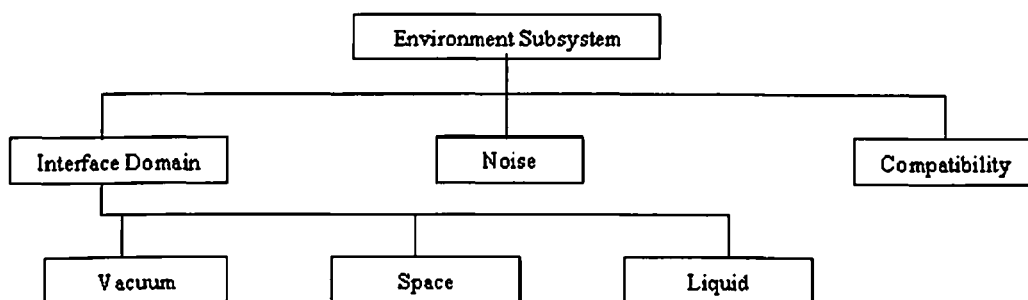 Environment Subsystem
Interface Domain
Noise
Compatibility
Vacuum
Space
Liquid